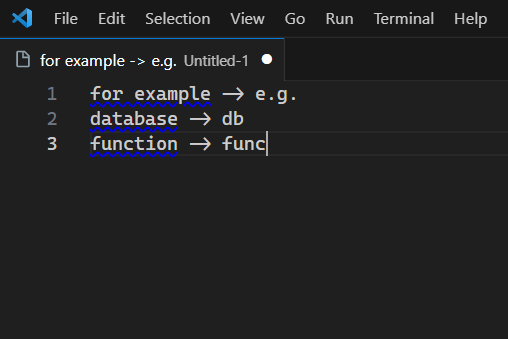 File Edit Selection View Go Run Terminal Help
for example -> e.g. Untitled-1
1 for example -> e.g.
2 database -> db
3 function -> func